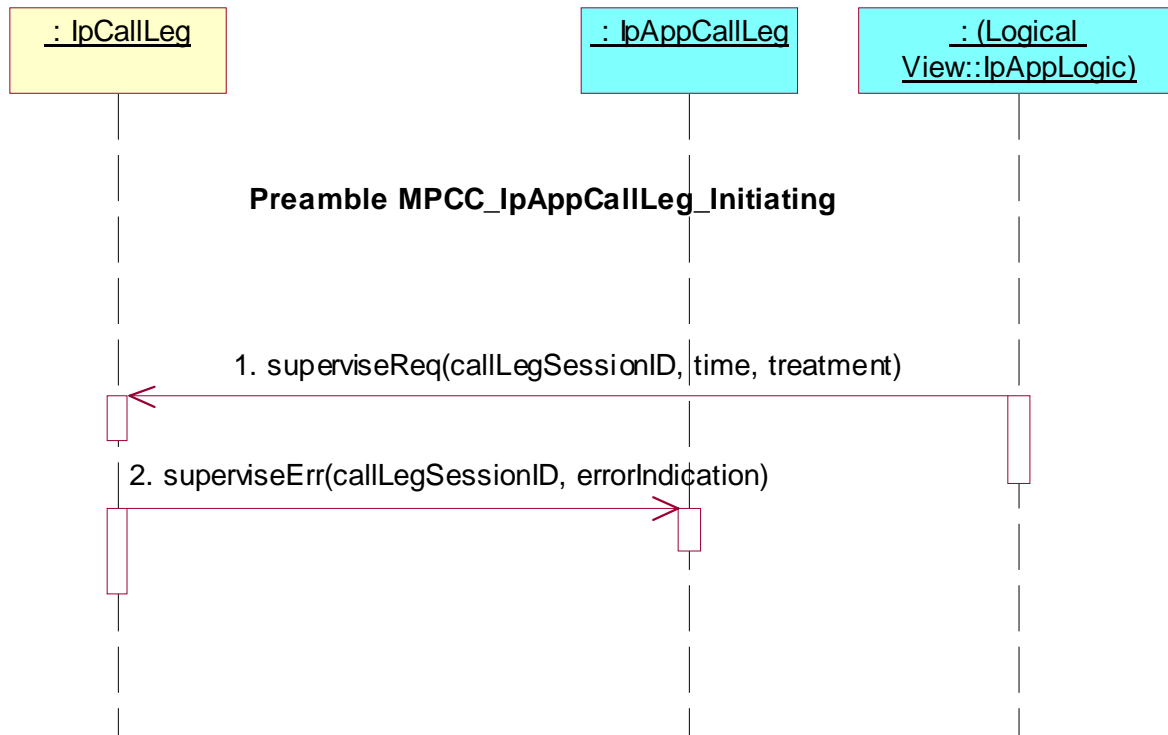 : IpCallLeg
: IpAppCallLeg
: (Logical
View::IpAppLogic)
Preamble MPCC_IpAppCallLeg_Initiating
1. superviseReq(callLegSessionID, time, treatment)
2. superviseErr(callLegSessionID, errorIndication)